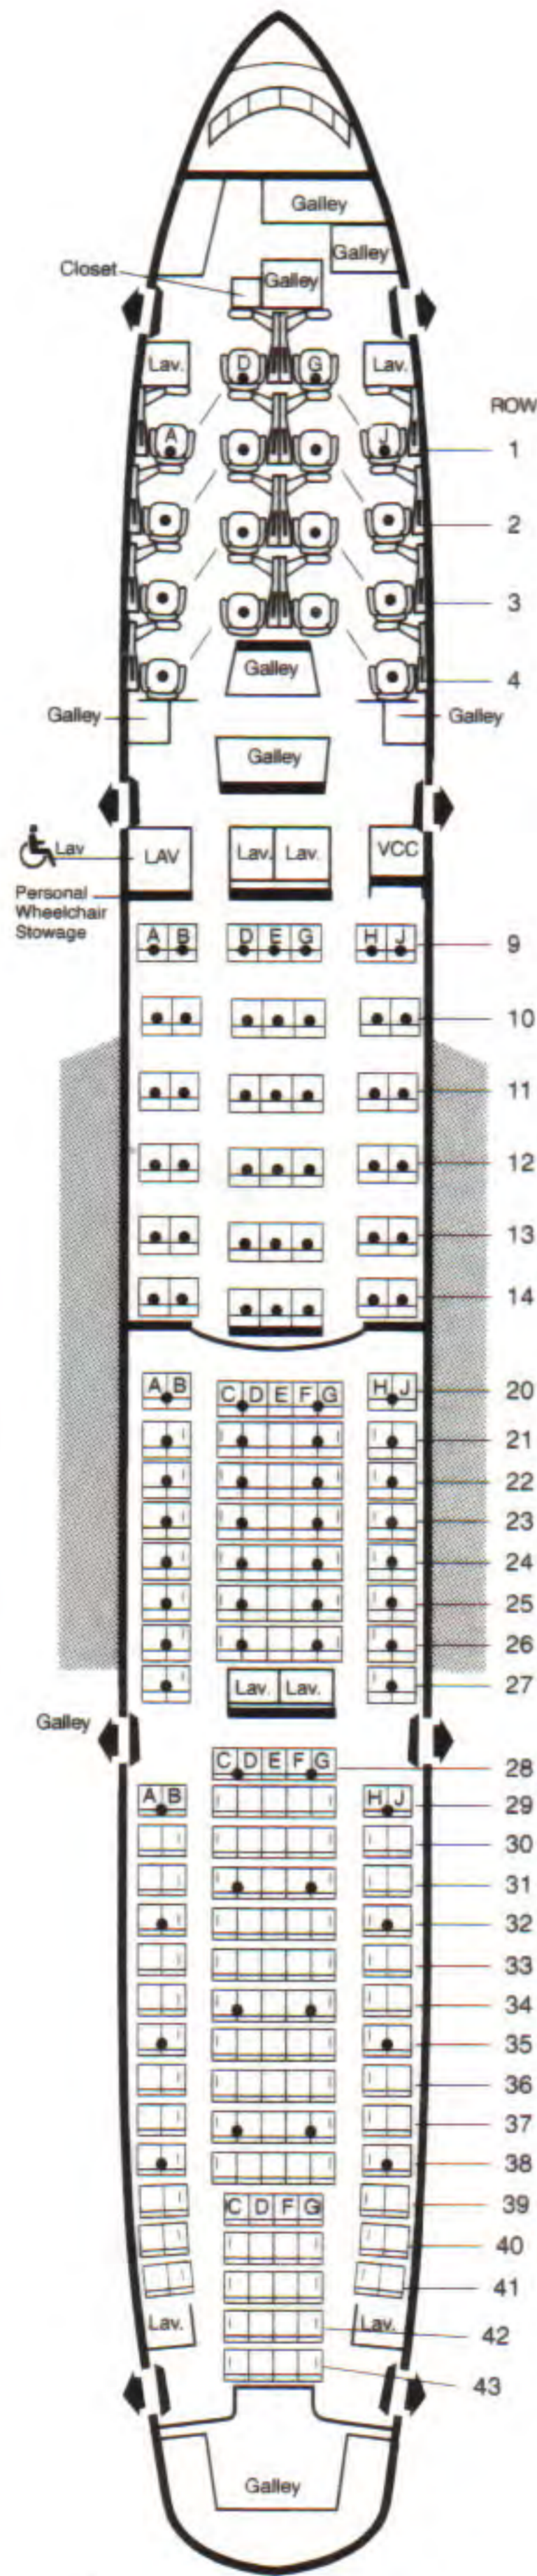 Galley
Galley
Closet
Galley
Lav.
D
G
Lav.
ROW
A
J
1
2
3
Galley
4
Galley
Galley
Galley
Lav
LAV
Lav. Lav.
VCC
Personal
Wheelchair
Stowage
A B
D E G
H J
9
10
11
12
13
14
A B
C D E F G
H J
20
21
22
23
24
25
26
Lav. Lav.
27
Galley
C D E F G
28
A B
H J
29
30
31
32
33
34
35
36
37
38
C D F G
39
40
41
Lav.
Lav.
42
43
Galley